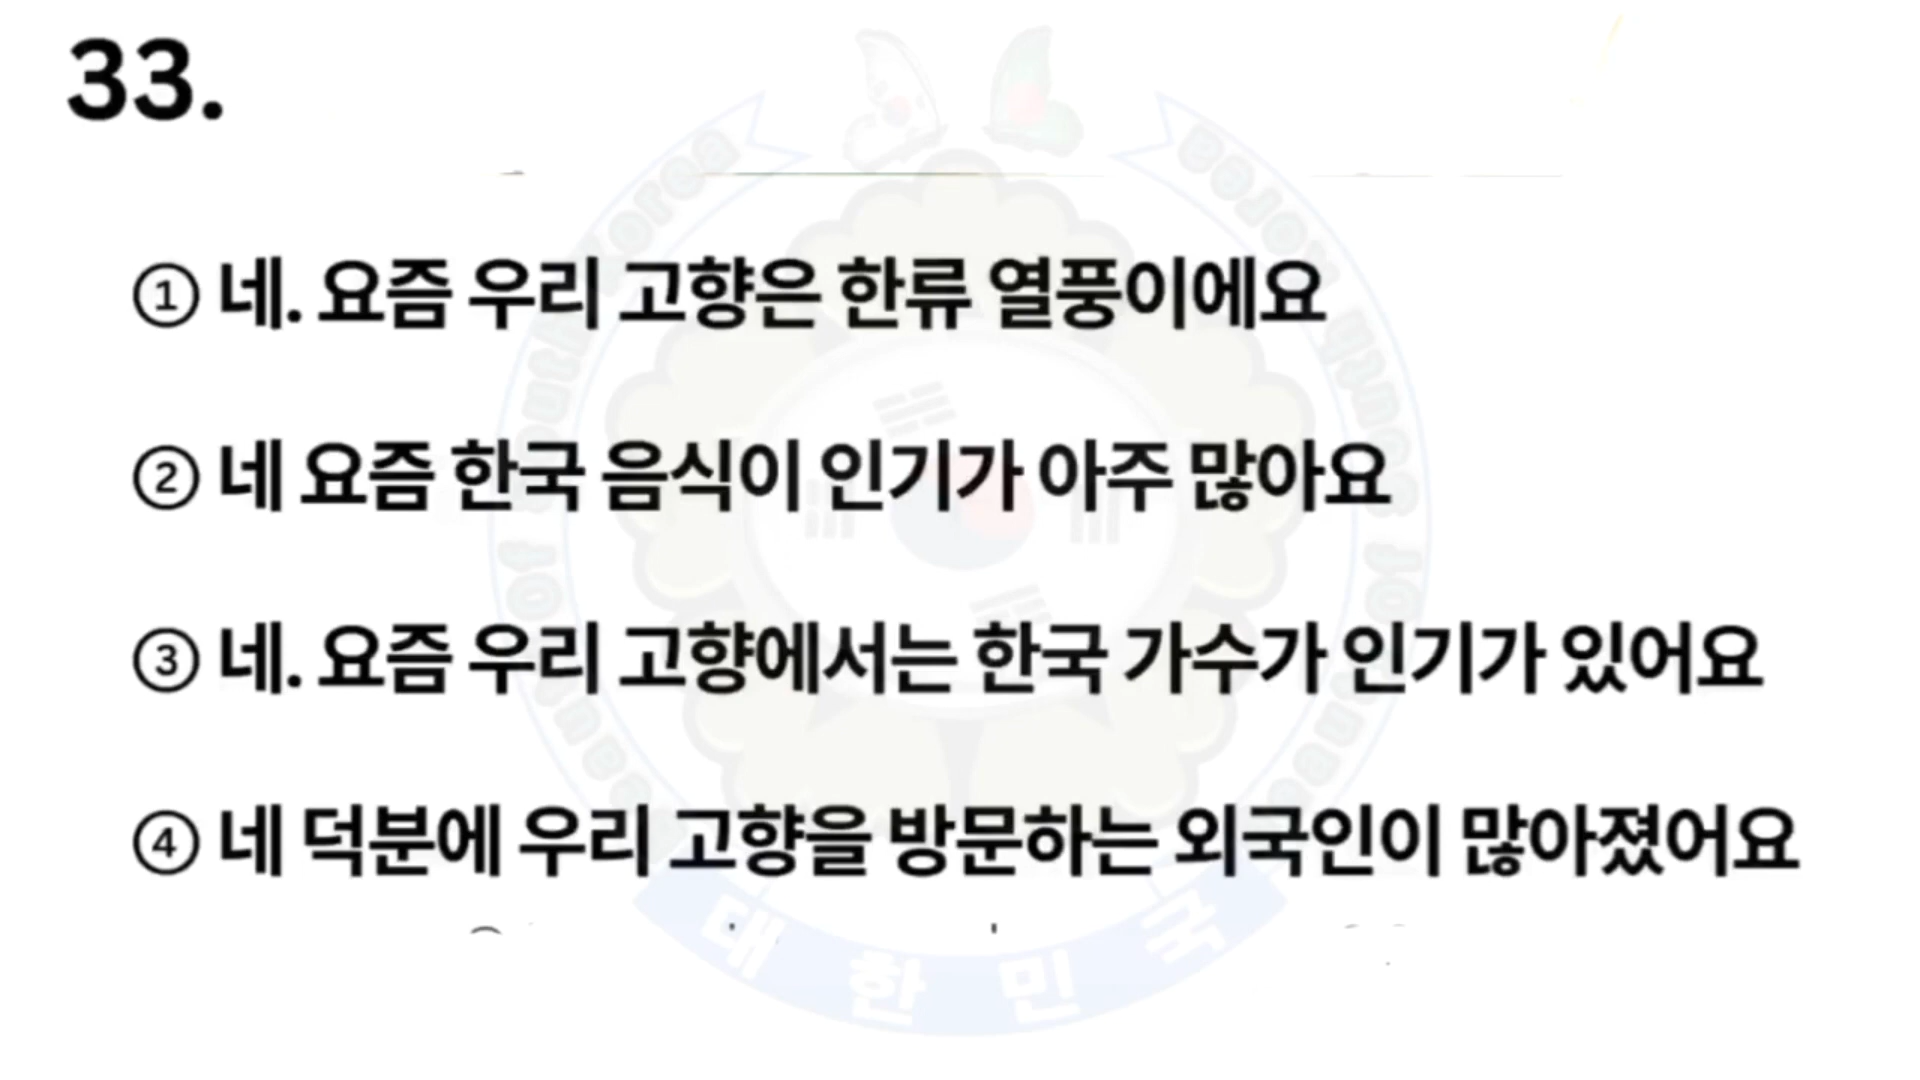 33.
① 네. 요즘 우리 고향은 한류 열풍이에요
② 네 요즘 한국 음식이 인기가 아주 많아요
③ 네. 요즘 우리 고향에서는 한국 가수가 인기가 있어요
④ 네 덕분에 우리 고향을 방문하는 외국인이 많아졌어요
대한민국